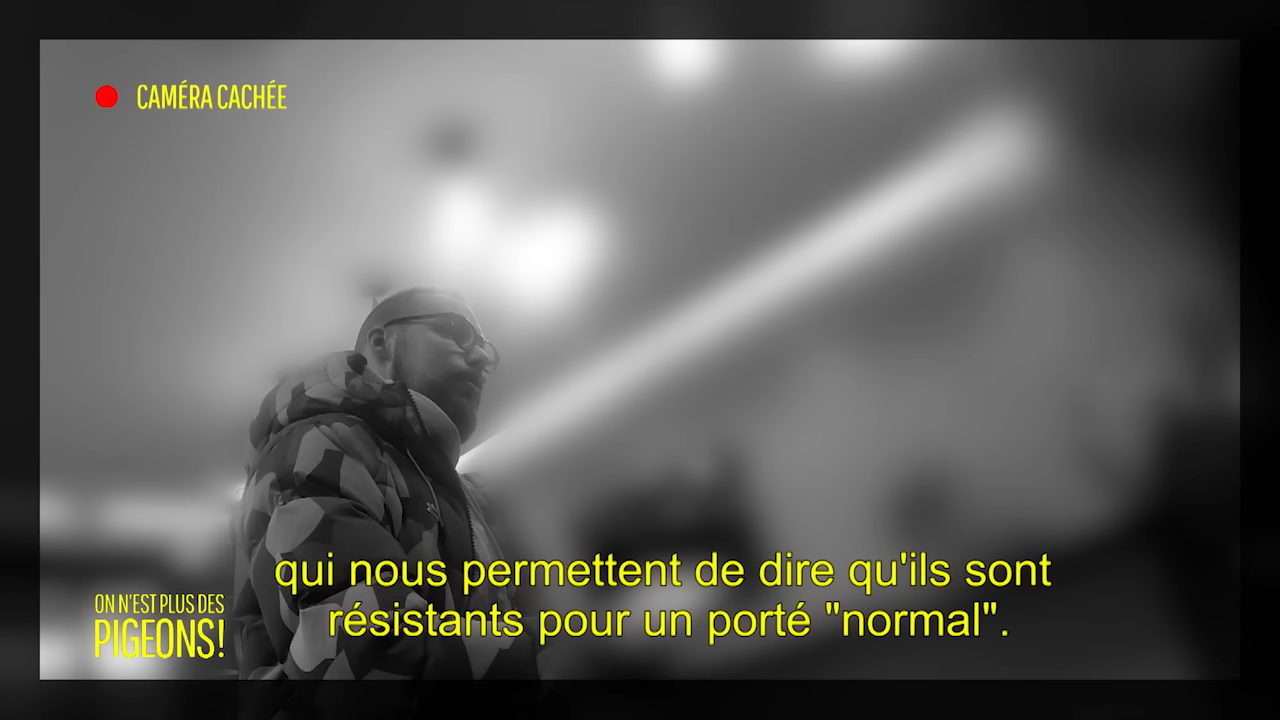 CAMÉRA CACHÉE
qui nous permettent de dire qu'ils sont
résistants pour un porté "normal".
ON N'EST PLUS DES
PIGEONS!